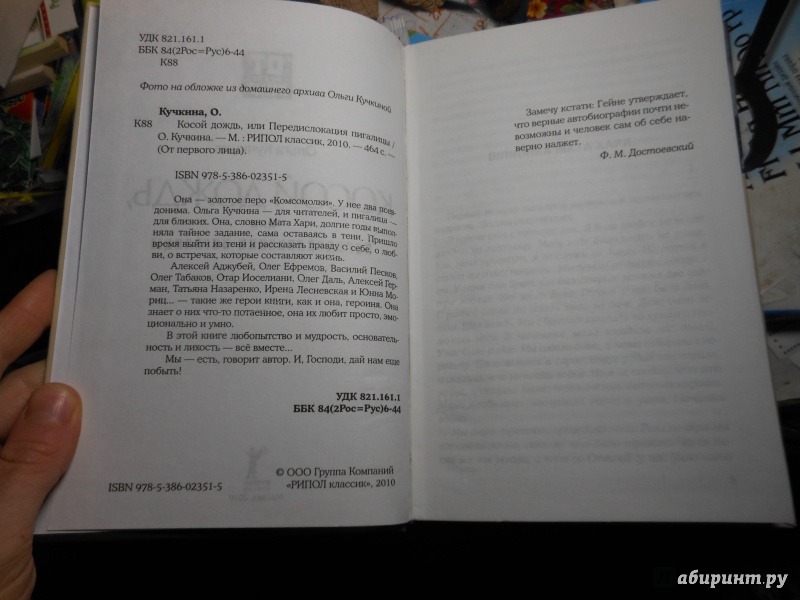 УДК 821.161.1
ББК 84(2Рос=Рус)6-44
К88
Фото на обложке из домашнего архива Ольги Кучкиной
Кучкина, О.
К88 Косой дождь, или Передислокация пигалицы /
О. Кучкина. — М. : РИПОЛ классик, 2010. — 464 с. —
(От первого лица).
ISBN 978-5-386-02351-5
Она — золотое перо «Комсомолки». У нее два псев-
донима. Ольга Кучкина — для читателей, и пигалица —
для близких. Она, словно Мата Хари, долгие годы выпол-
няла тайное задание, сама оставаясь в тени. Пришло
время выйти из тени и рассказать правду о себе, о люб-
ви, о встречах, которые составляют жизнь.
Алексей Аджубей, Олег Ефремов, Василий Песков,
Олег Табаков, Отар Иоселиани, Олег Даль, Алексей Гер-
ман, Татьяна Назаренко, Ирена Лесневская и Юнна Мо-
риц... — такие же герои книги, как и она, героиня. Она
знает о них что-то потаенное, она их любит просто, эмо-
ционально и умно.
В этой книге любопытство и мудрость, основатель-
ность и лихость — всё вместе...
Мы — есть, говорит автор. И, Господи, дай нам еще
побыть!
УДК 821.161.1
ББК 84(2Рос=Рус)6-44
© ООО Группа Компаний
ISBN 978-5-386-02351-5 «РИПОЛ классик», 2010
Замечу кстати: Гейне утверждает,
что верные автобиографии почти не-
возможны и человек сам об себе на-
верно налжет.
Ф. М. Достоевский
абиринт.ру